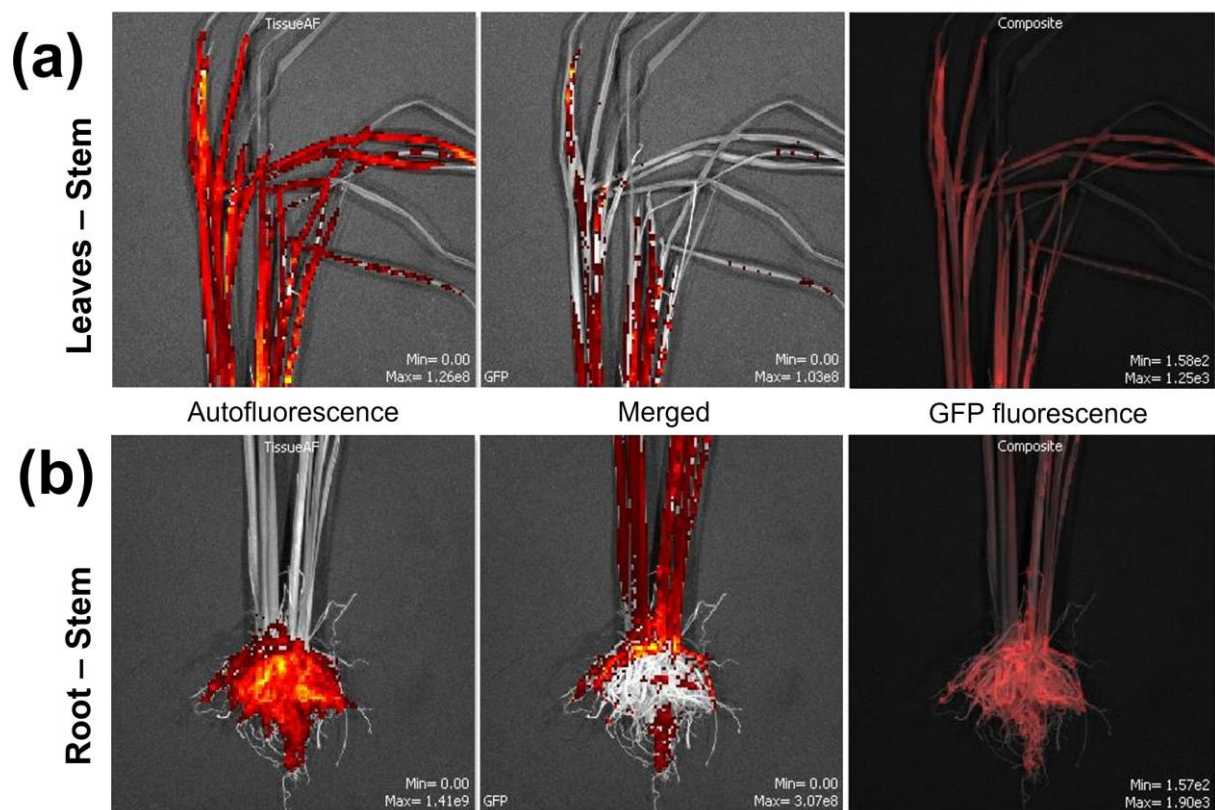 (a)
Leaves – Stem
TissueAF
Min= 0.00
Max= 1.26e8
GFP
Min= 0.00
Max= 1.03e8
Composite
Min= 1.58e2
Max= 1.25e3
Autofluorescence
Merged
GFP fluorescence
(b)
Root – Stem
TissueAF
Min= 0.00
Max= 1.41e9
GFP
Min= 0.00
Max= 3.07e8
Composite
Min= 1.57e2
Max= 1.90e3